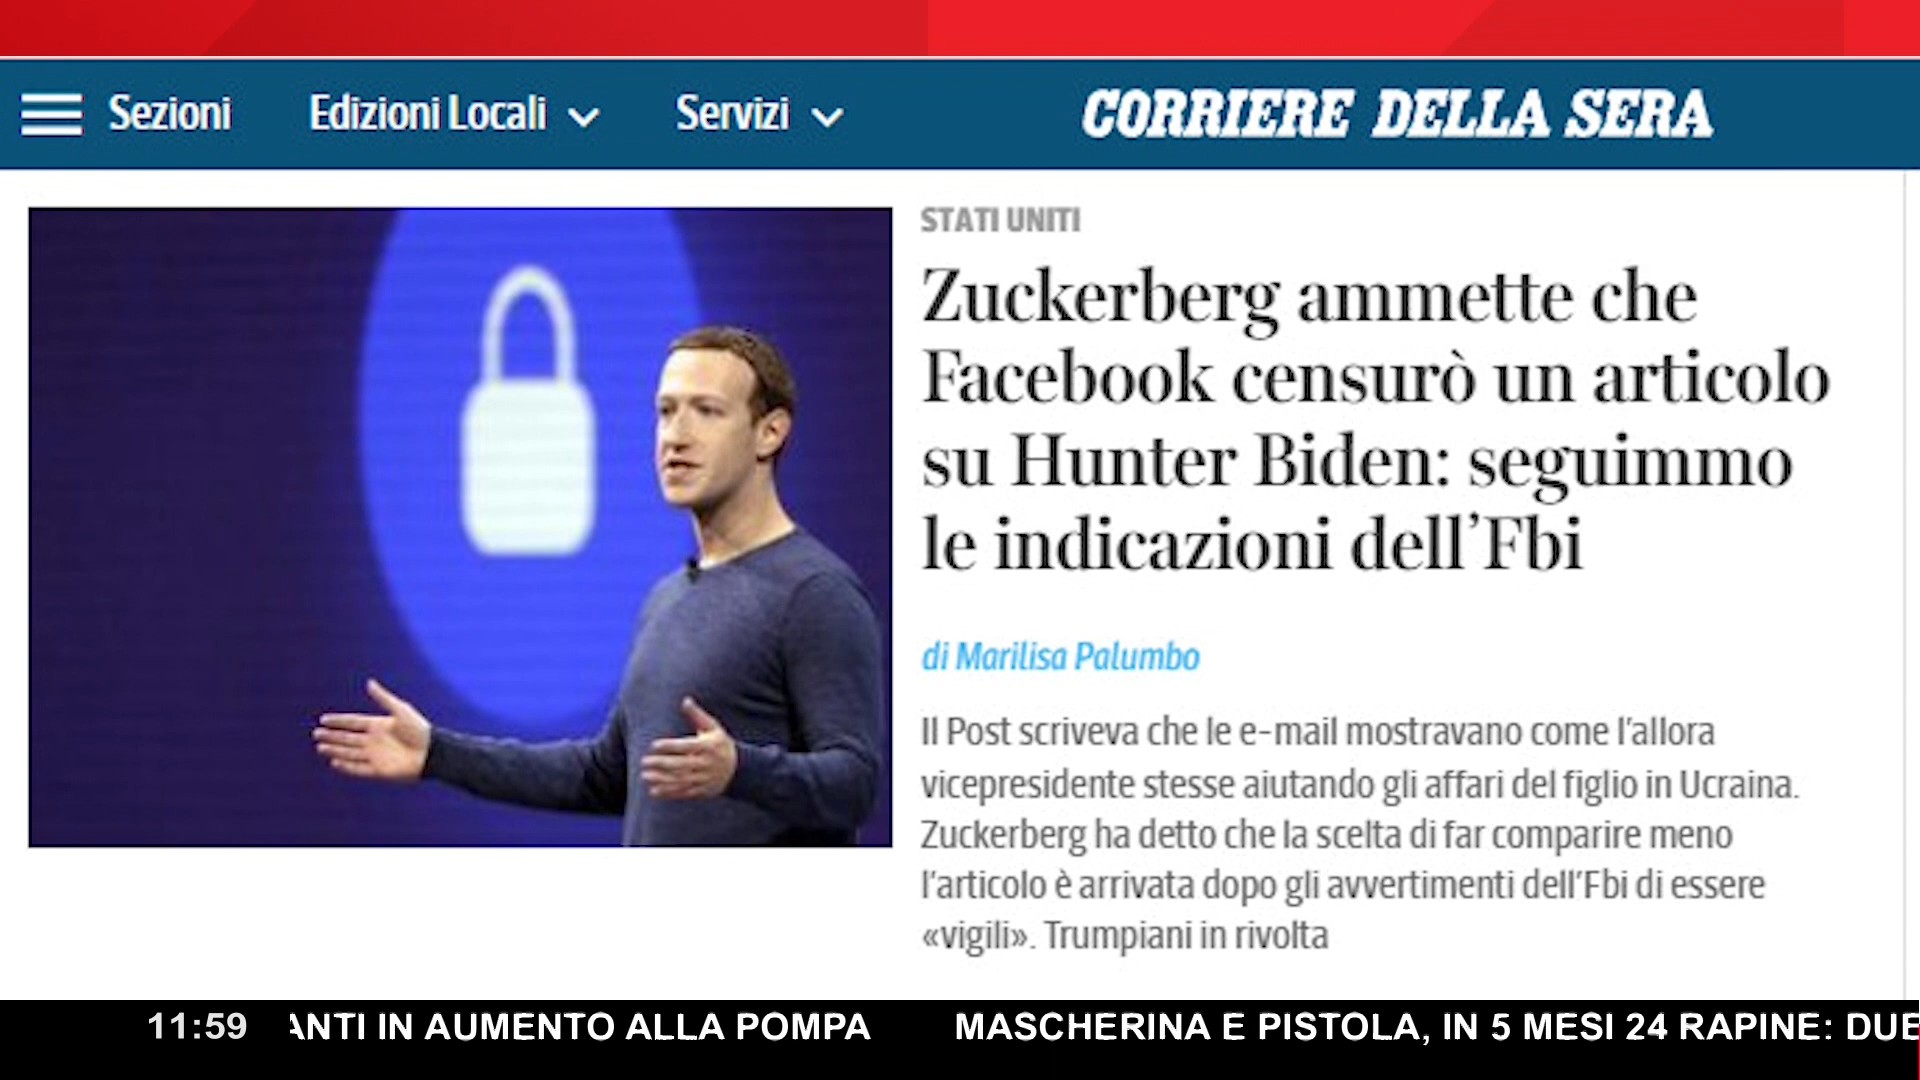 Sezioni Edizioni Locali Servizi CORRIERE DELLA SERA
STATI UNITI
Zuckerberg ammette che
Facebook censurò un articolo
su Hunter Biden: seguimmo
le indicazioni dell'Fbi
di Marilisa Palumbo
Il Post scriveva che le e-mail mostravano come l'allora
vicepresidente stesse aiutando gli affari del figlio in Ucraina.
Zuckerberg ha detto che la scelta di far comparire meno
l'articolo è arrivata dopo gli avvertimenti dell'Fbi di essere
«vigili». Trumpiani in rivolta
11:59 ANTI IN AUMENTO ALLA POMPA MASCHERINA E PISTOLA, IN 5 MESI 24 RAPINE: DUE